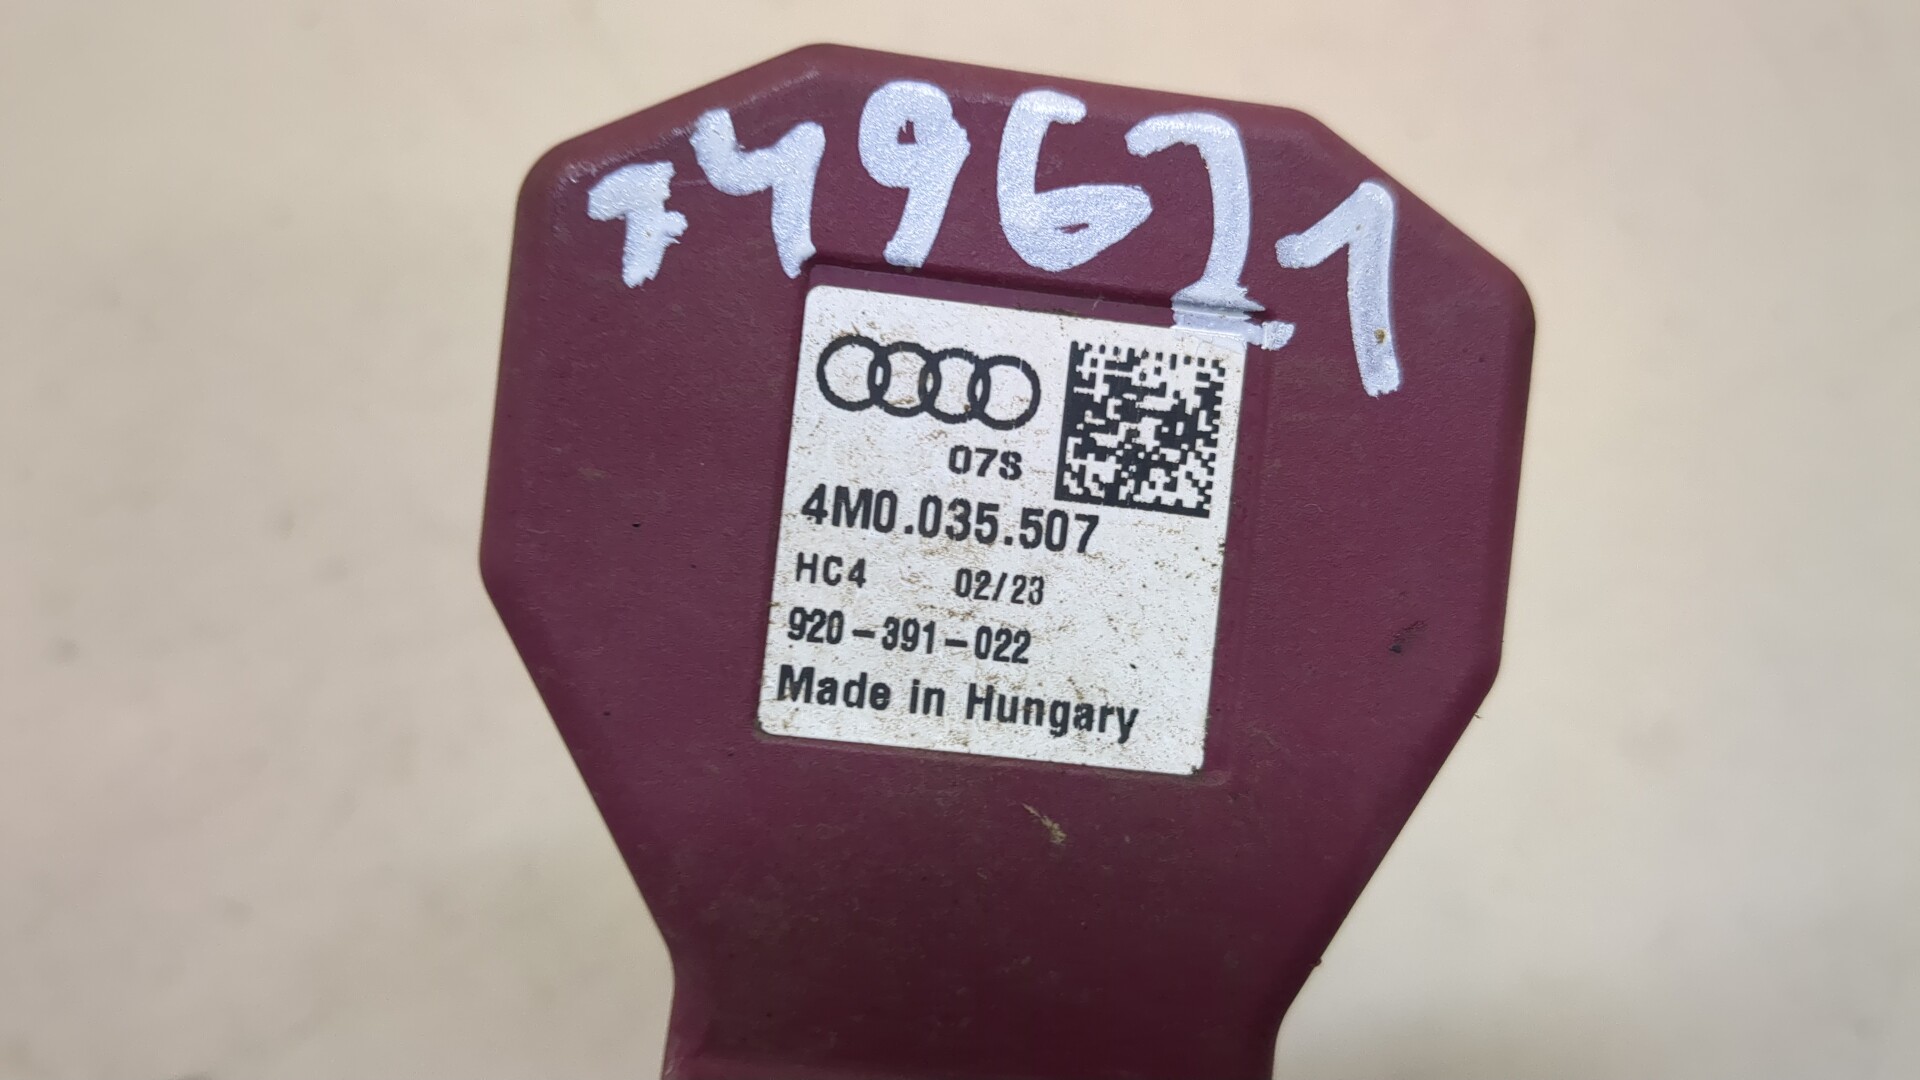 749621
07S
4M0.035.507
HC4 02/23
920-391-022
Made in Hungary